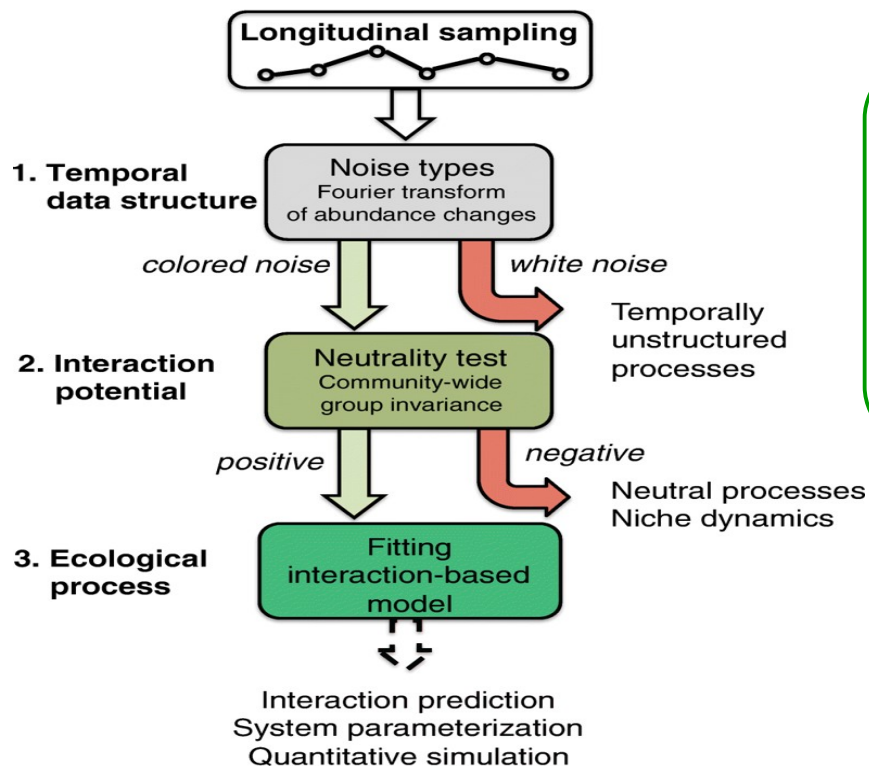 Longitudinal sampling
1. Temporal
data structure
Noise types
Fourier transform
of abundance changes
colored noise
white noise
Temporally
unstructured
processes
2. Interaction
potential
Neutrality test
Community-wide
group invariance
positive
negative
Neutral processes
Niche dynamics
3. Ecological
process
Fitting
interaction-based
model
Interaction prediction
System parameterization
Quantitative simulation